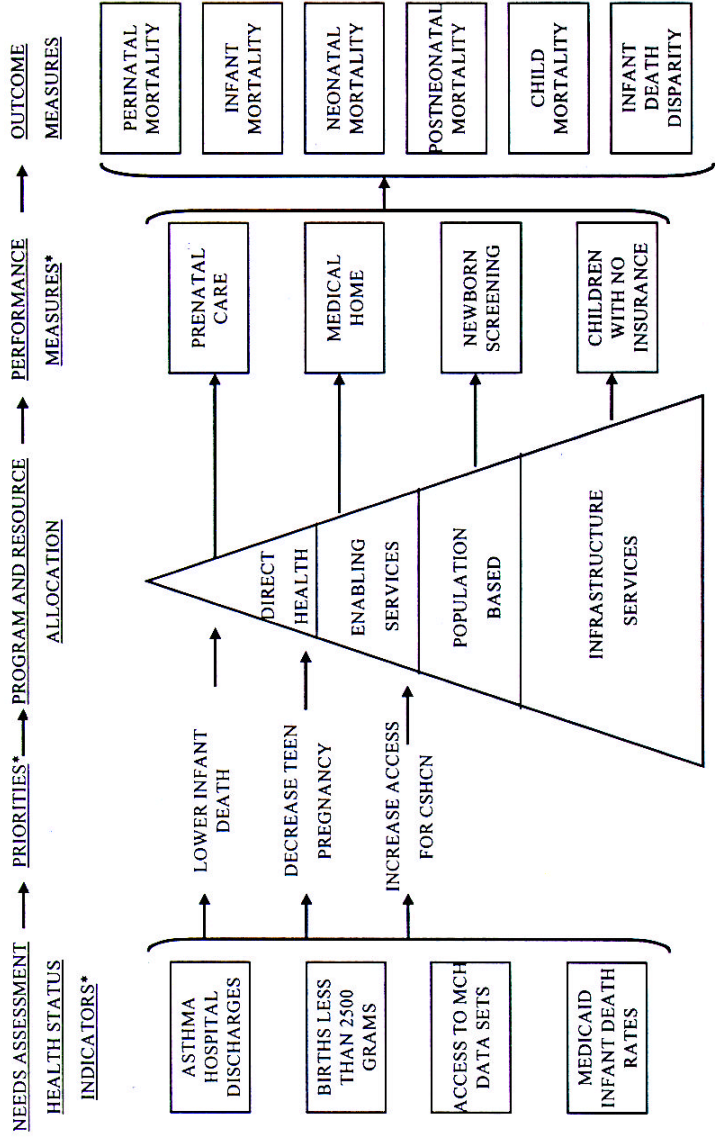 NEEDS ASSESSMENT
HEALTH STATUS
INDICATORS*
PRIORITIES*
PROGRAM AND RESOURCE
ALLOCATION
PERFORMANCE
MEASURES*
OUTCOME
MEASURES
ASTHMA
HOSPITAL
DISCHARGES
BIRTHS LESS
THAN 2500
GRAMS
ACCESS TO MCH
DATA SETS
MEDICAID
INFANT DEATH
RATES
LOWER INFANT
DEATH
DECREASE TEEN
PREGNANCY
INCREASE ACCESS
FOR CSHCN
DIRECT
HEALTH
ENABLING
SERVICES
POPULATION
BASED
INFRASTRUCTURE
SERVICES
PRENATAL
CARE
MEDICAL
HOME
NEWBORN
SCREENING
CHILDREN
WITH NO
INSURANCE
PERINATAL
MORTALITY
INFANT
MORTALITY
NEONATAL
MORTALITY
POSTNEONATAL
MORTALITY
CHILD
MORTALITY
INFANT
DEATH
DISPARITY